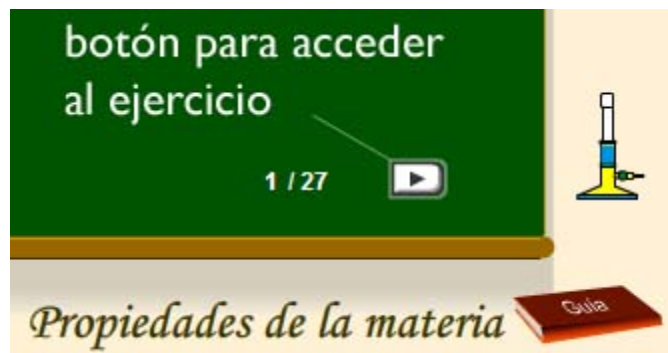 botón para acceder
al ejercicio
1 / 27
Propiedades de la materia
Guía